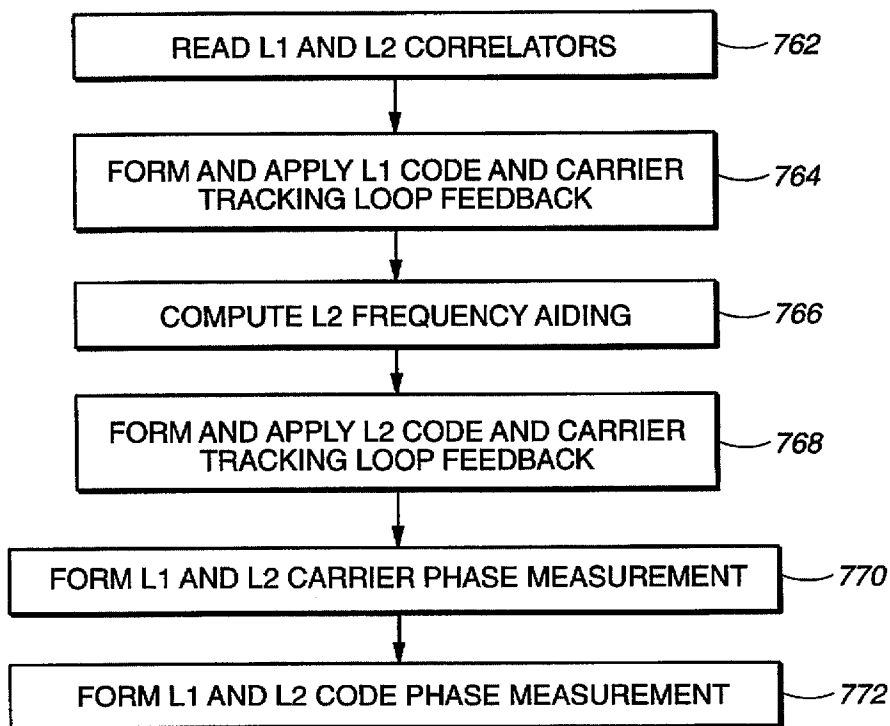 READ L1 AND L2 CORRELATORS 762
FORM AND APPLY L1 CODE AND CARRIER
TRACKING LOOP FEEDBACK 764
COMPUTE L2 FREQUENCY AIDING 766
FORM AND APPLY L2 CODE AND CARRIER
TRACKING LOOP FEEDBACK 768
FORM L1 AND L2 CARRIER PHASE MEASUREMENT 770
FORM L1 AND L2 CODE PHASE MEASUREMENT 772